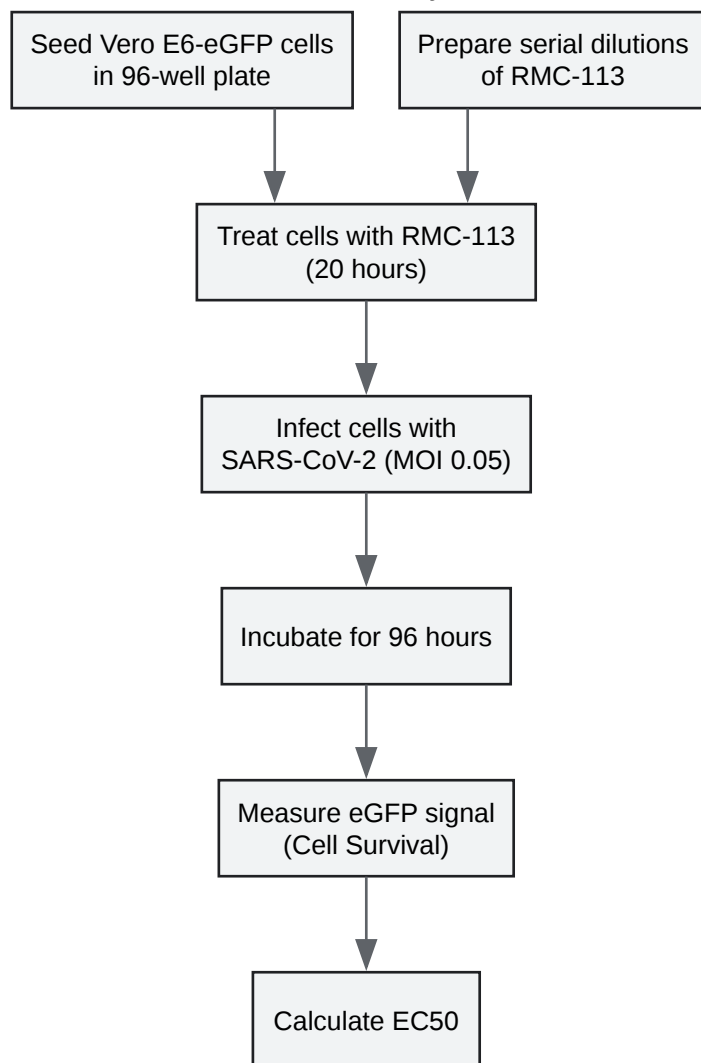 Seed Vero E6-eGFP cells
in 96-well plate
Prepare serial dilutions
of RMC-113
Treat cells with RMC-113
(20 hours)
Infect cells with
SARS-CoV-2 (MOI 0.05)
Incubate for 96 hours
Measure eGFP signal
(Cell Survival)
Calculate EC50